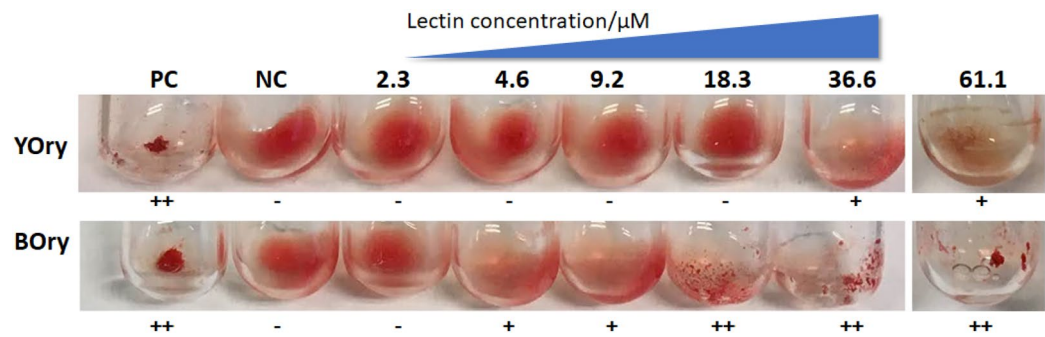 Lectin concentration/µM
PC NC 2.3 4.6 9.2 18.3 36.6 61.1
YOry
++ - - - - - + +
BOry
++ - - + + ++ ++ ++